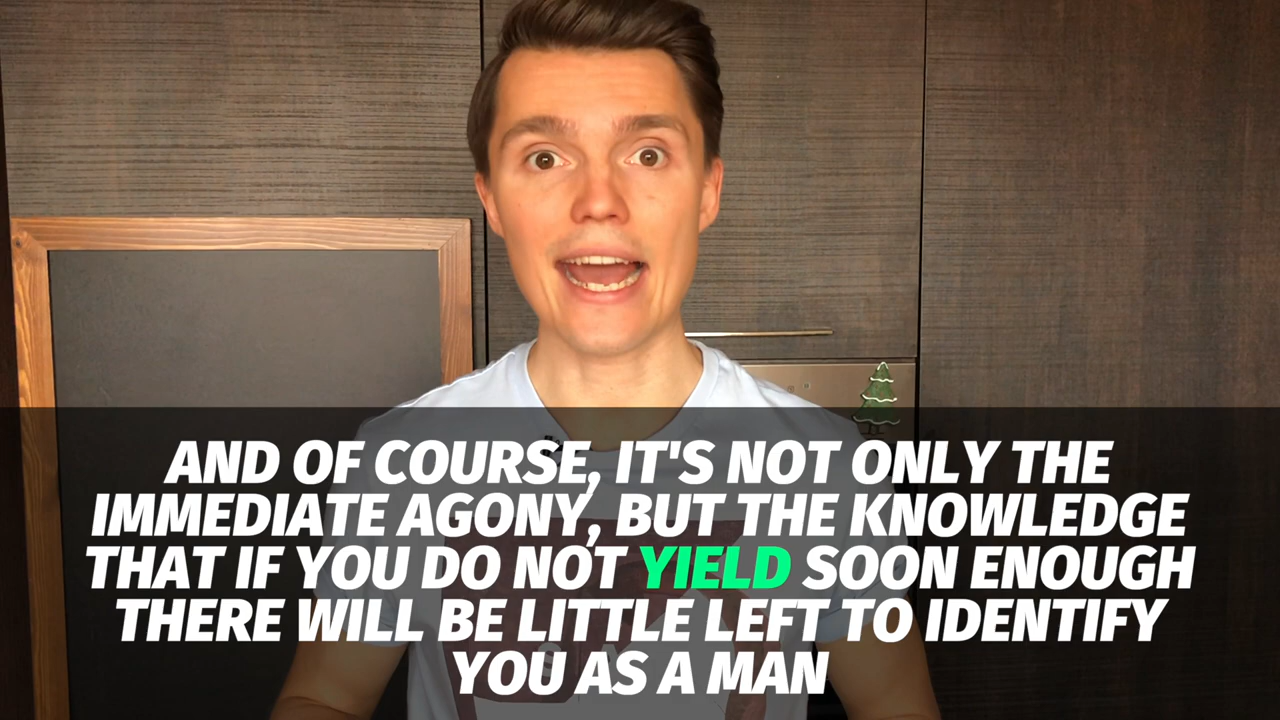 AND OF COURSE, IT'S NOT ONLY THE
IMMEDIATE AGONY, BUT THE KNOWLEDGE
THAT IF YOU DO NOT YIELD SOON ENOUGH
THERE WILL BE LITTLE LEFT TO IDENTIFY
YOU AS A MAN